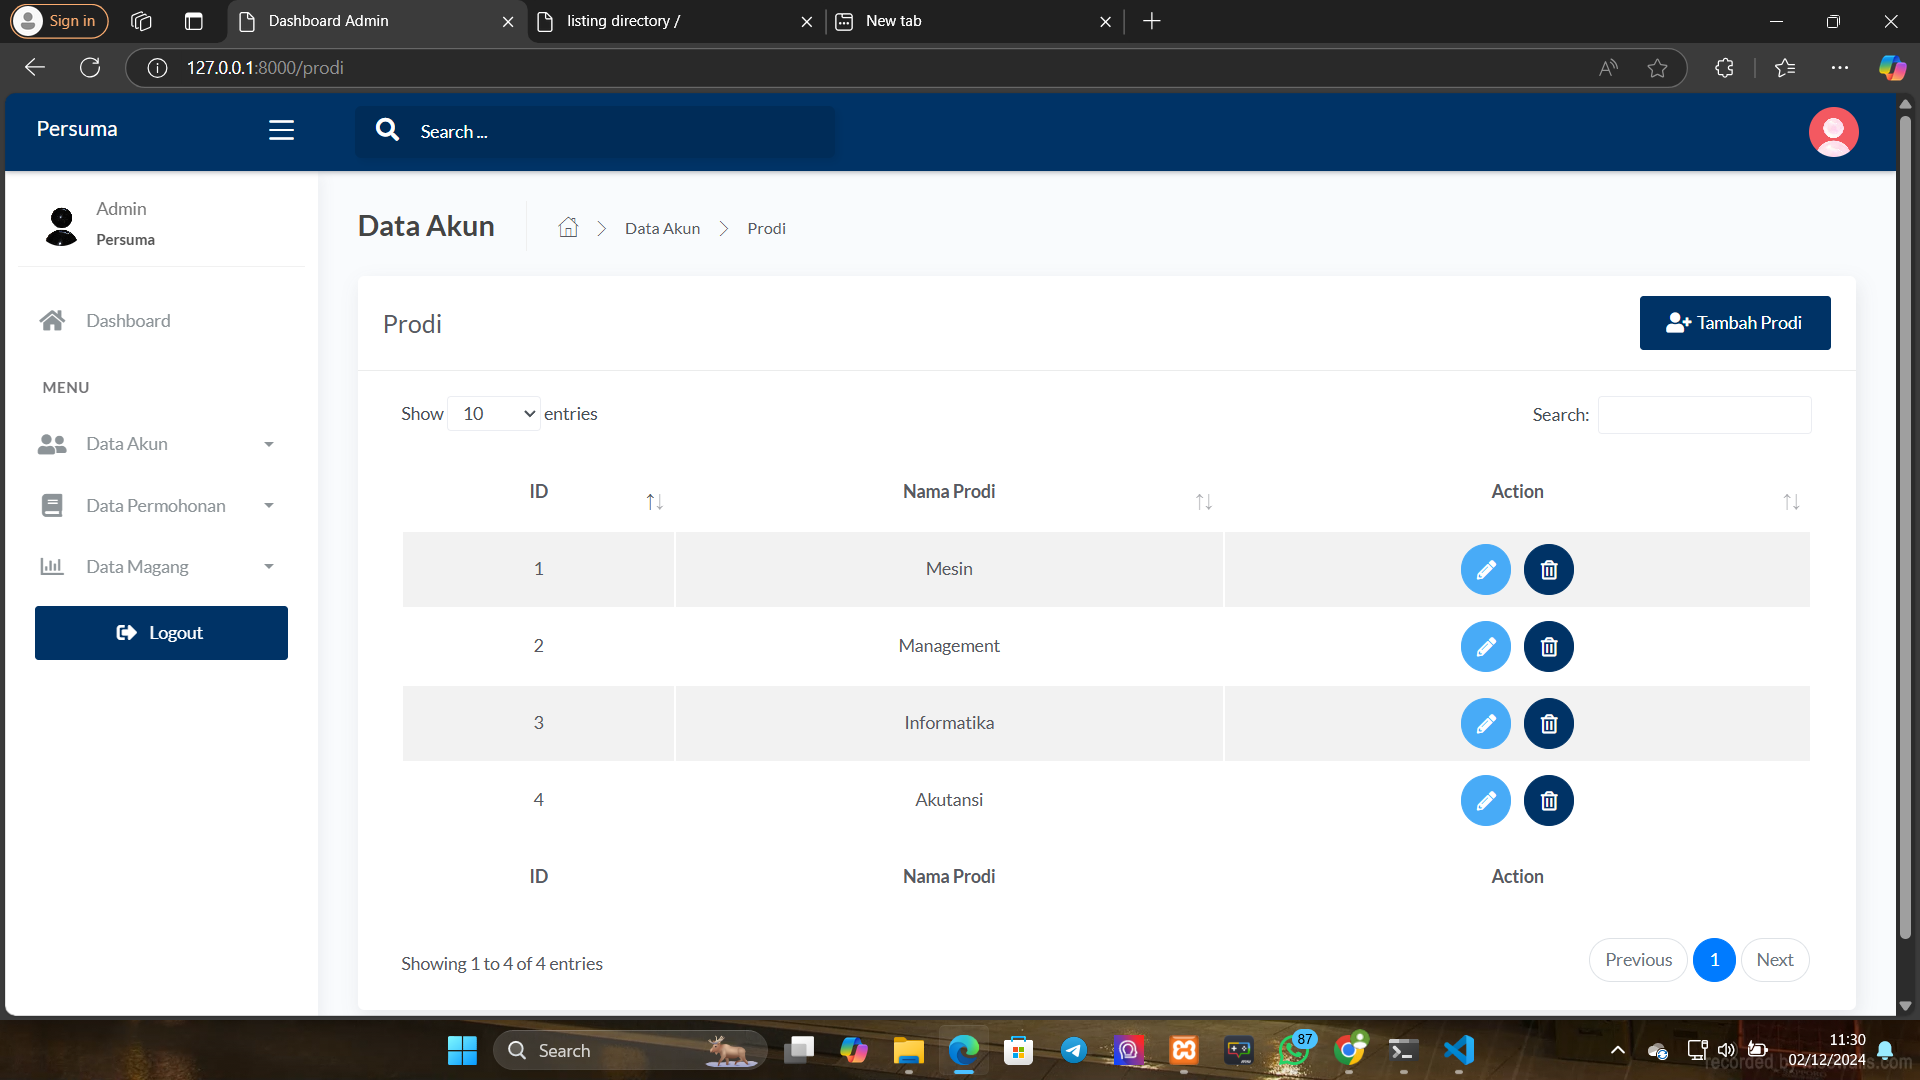 Sign in
Dashboard Admin
listing directory /
New tab
127.0.0.1:8000/prodi
Persuma
Search ...
Admin
Persuma
Dashboard
MENU
Data Akun
Data Permohonan
Data Magang
Logout
Data Akun
Data Akun
Prodi
Prodi
Tambah Prodi
Show 10 entries
Search:
ID Nama Prodi Action
1 Mesin
2 Management
3 Informatika
4 Akutansi
ID Nama Prodi Action
Showing 1 to 4 of 4 entries
Previous 1 Next
Search
87
11:30
02/12/2024